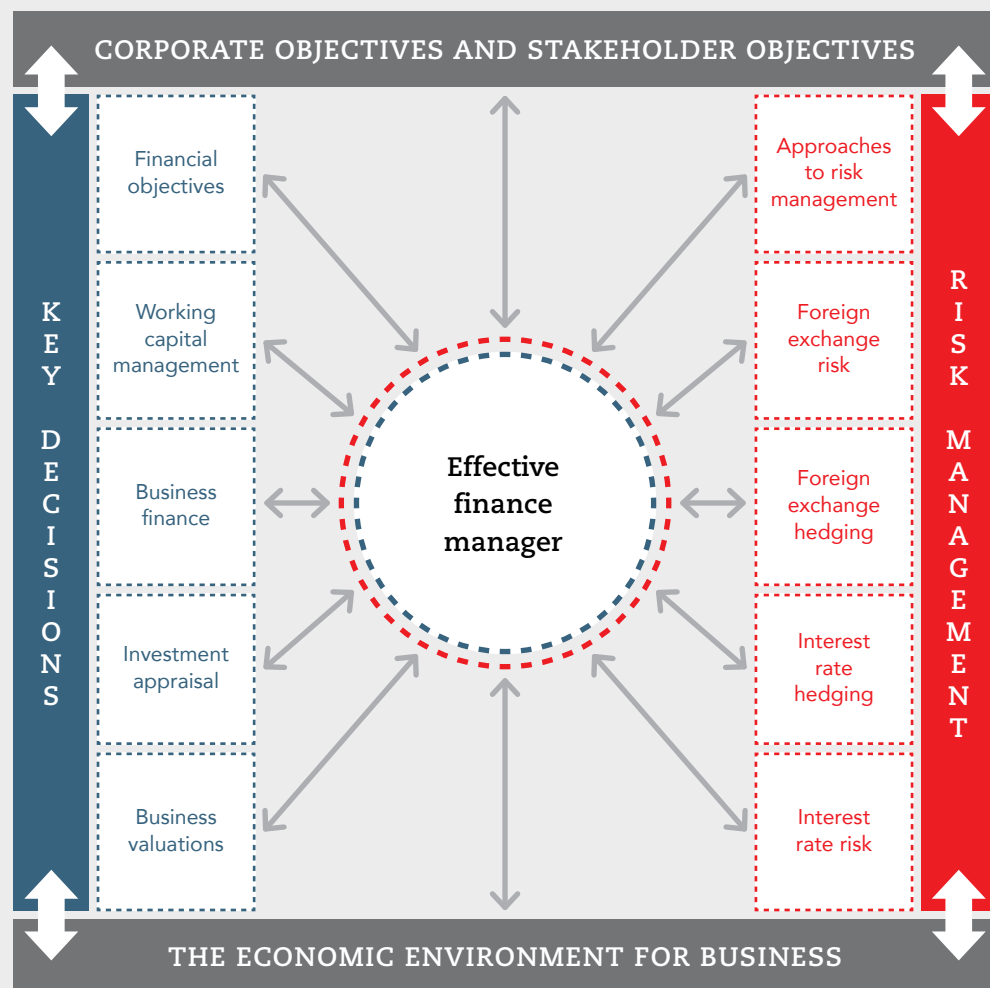 CORPORATE OBJECTIVES AND STAKEHOLDER OBJECTIVES
KEY DECISIONS
Financial
objectives
Working
capital
management
Business
finance
Investment
appraisal
Business
valuations
Effective
finance
manager
Approaches
to risk
management
Foreign
exchange
risk
Foreign
exchange
hedging
Interest
rate
hedging
Interest
rate risk
RISK MANAGEMENT
THE ECONOMIC ENVIRONMENT FOR BUSINESS